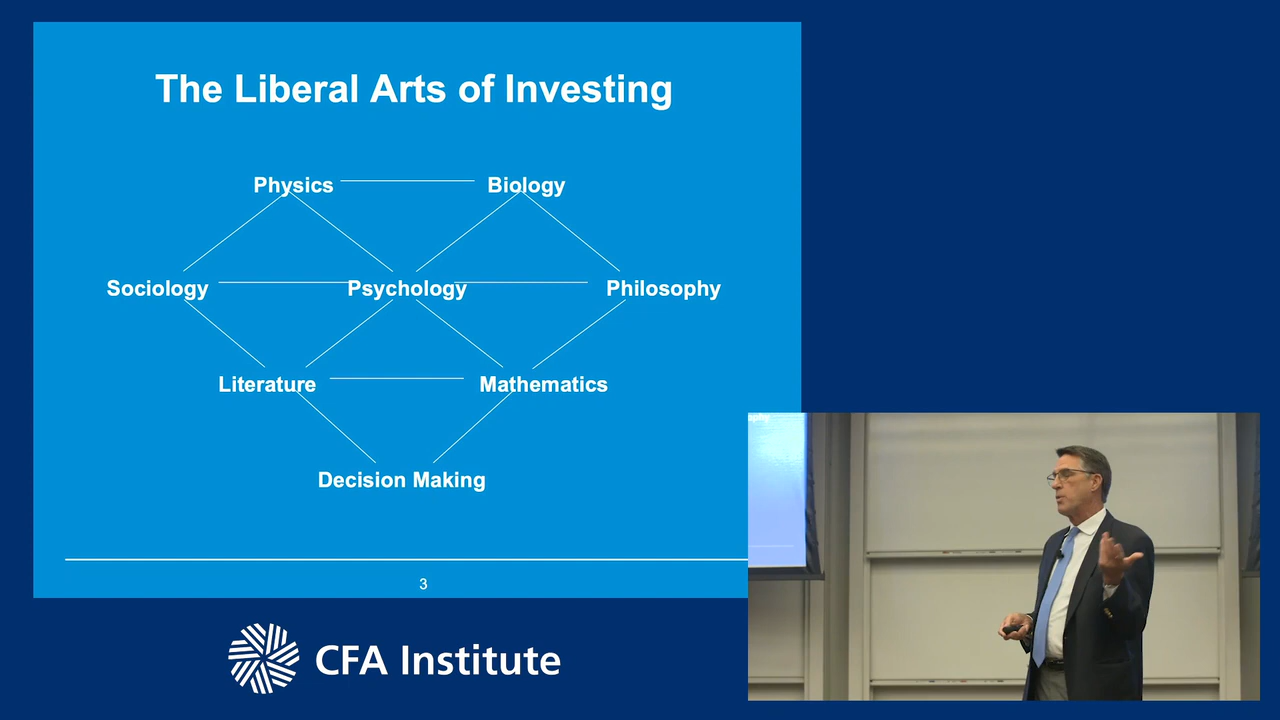 The Liberal Arts of Investing
Physics Biology
Sociology Psychology Philosophy
Literature Mathematics
Decision Making
3
CFA Institute